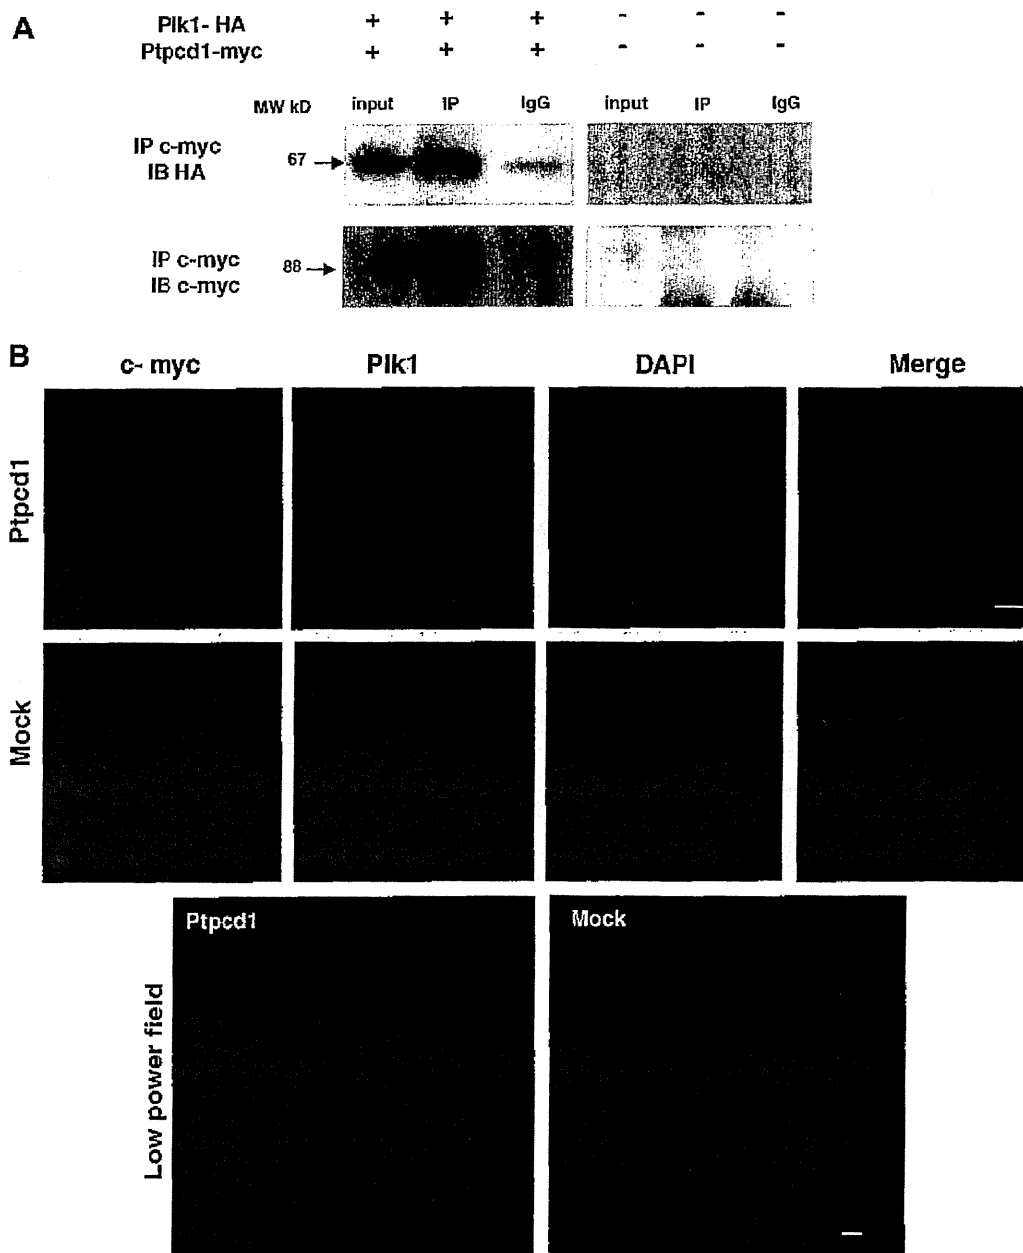 A
Plk1- HA + + + - - -
Ptpcd1-myc + + + - - -
MW kD input IP IgG input IP IgG
IP c-myc
IB HA
67
IP c-myc
IB c-myc
88
B
c- myc Plk1 DAPI Merge
Ptpcd1
Mock
Low power field
Ptpcd1 Mock